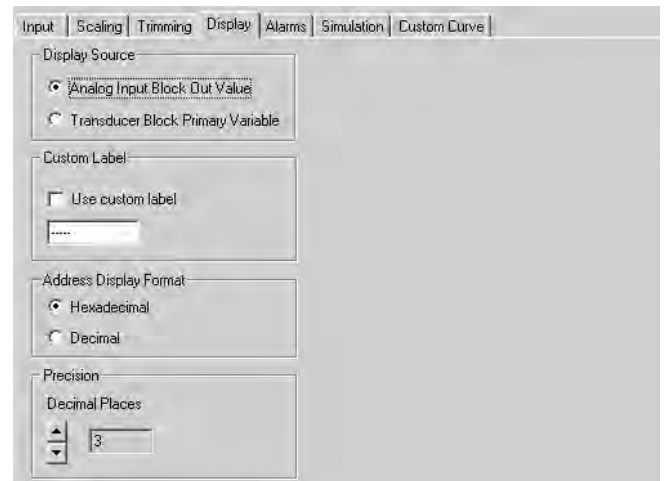 Input Scaling Trimming Display Alarms Simulation Custom Curve
Display Source
Analog Input Block Out Value
Transducer Block Primary Variable
Custom Label
Use custom label
-----
Address Display Format
Hexadecimal
Decimal
Precision
Decimal Places
3